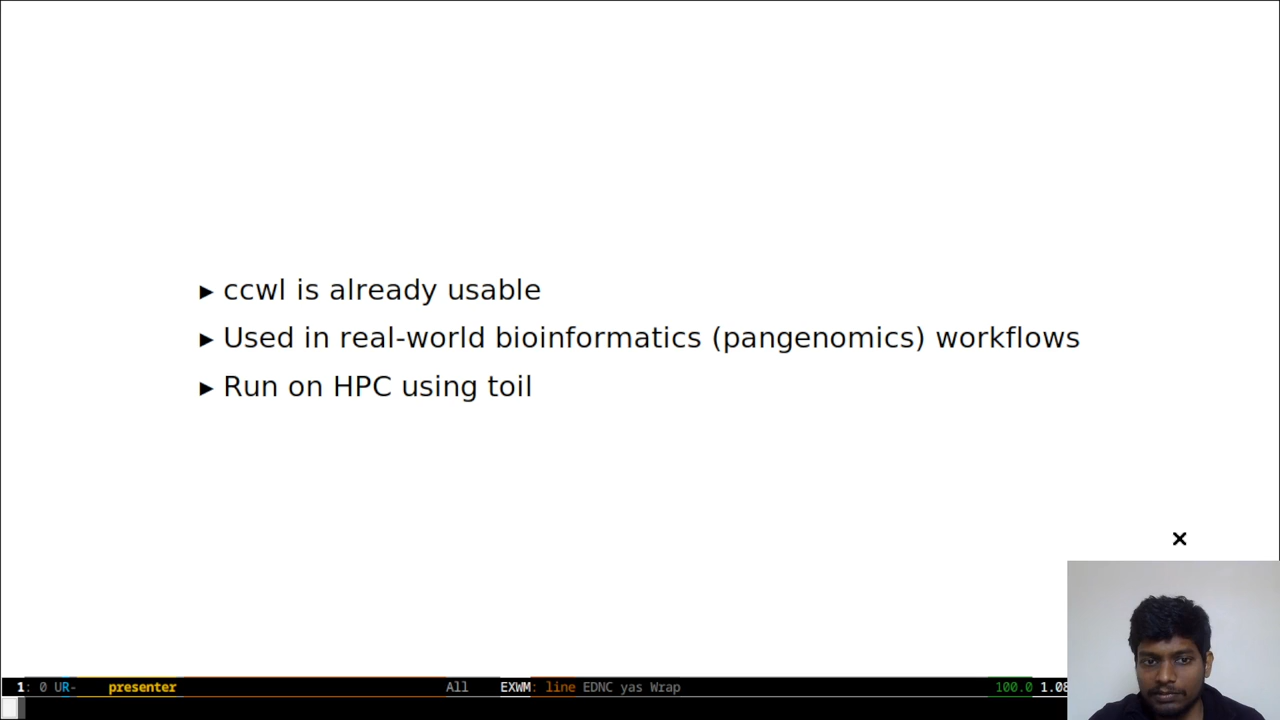 ▸ ccwl is already usable
▸ Used in real-world bioinformatics (pangenomics) workflows
▸ Run on HPC using toil
1: 0 UR- presenter All EXWM: line EDNC yas Wrap 100.0 1.08